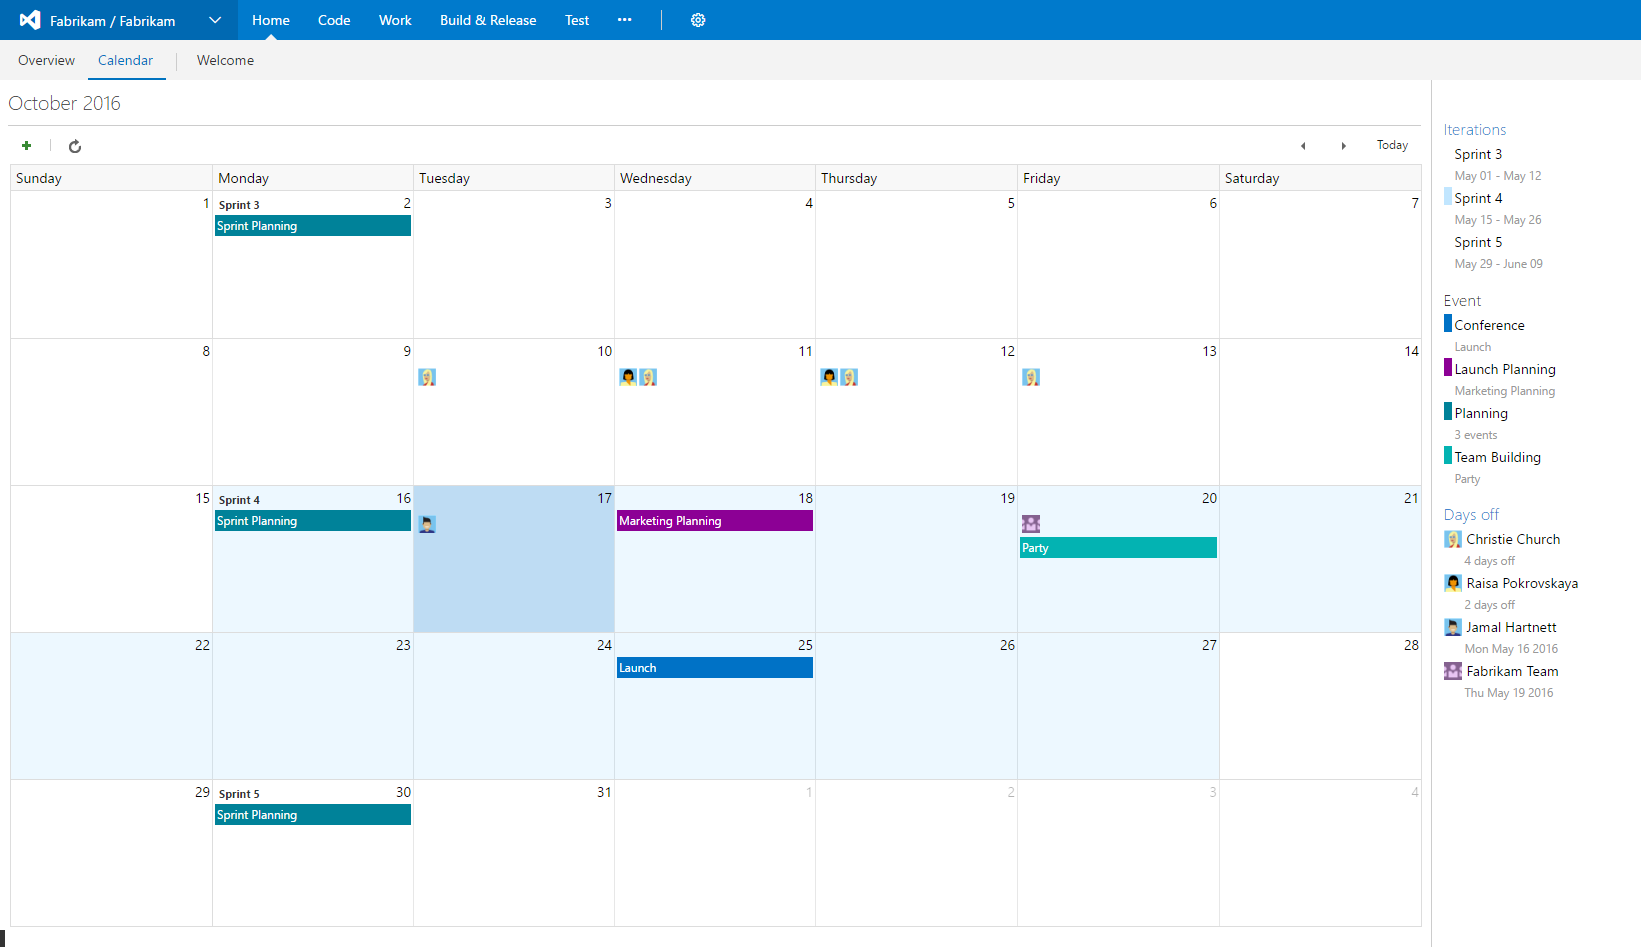 Fabrikam / Fabrikam
Home Code Work Build & Release Test
Overview Calendar Welcome
October 2016
Today
Sunday Monday Tuesday Wednesday Thursday Friday Saturday
1 Sprint 3 2 3 4 5 6 7
Sprint Planning
8 9 10 11 12 13 14
15 Sprint 4 16 17 18 19 20 21
Sprint Planning Marketing Planning
Party
22 23 24 25 26 27 28
Launch
29 Sprint 5 30 31 1 2 3 4
Sprint Planning
Iterations
Sprint 3
May 01 - May 12
Sprint 4
May 15 - May 26
Sprint 5
May 29 - June 09
Event
Conference
Launch
Launch Planning
Marketing Planning
Planning
3 events
Team Building
Party
Days off
Christie Church
4 days off
Raisa Pokrovskaya
2 days off
Jamal Hartnett
Mon May 16 2016
Fabrikam Team
Thu May 19 2016